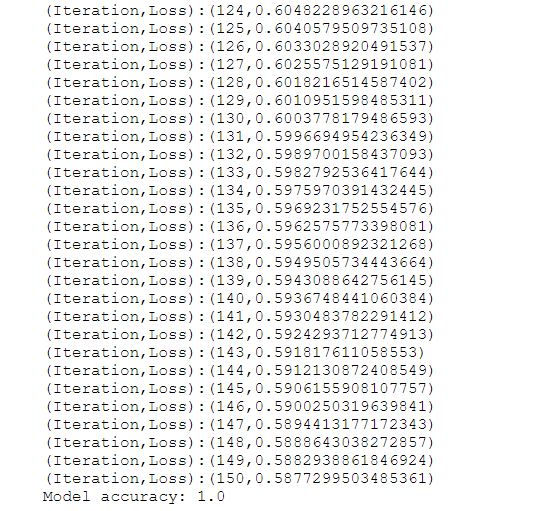 (Iteration,Loss):(124,0.6048228963216146)
(Iteration,Loss):(125,0.6040579509735108)
(Iteration,Loss):(126,0.6033028920491537)
(Iteration,Loss):(127,0.6025575129191081)
(Iteration,Loss):(128,0.6018216514587402)
(Iteration,Loss):(129,0.6010951598485311)
(Iteration,Loss):(130,0.6003778179486593)
(Iteration,Loss):(131,0.5996694954236349)
(Iteration,Loss):(132,0.5989700158437093)
(Iteration,Loss):(133,0.5982792536417644)
(Iteration,Loss):(134,0.5975970391432445)
(Iteration,Loss):(135,0.5969231752554576)
(Iteration,Loss):(136,0.5962575773398081)
(Iteration,Loss):(137,0.5956000892321268)
(Iteration,Loss):(138,0.5949505734443664)
(Iteration,Loss):(139,0.5943088642756145)
(Iteration,Loss):(140,0.5936748441060384)
(Iteration,Loss):(141,0.5930483782291412)
(Iteration,Loss):(142,0.5924293712774913)
(Iteration,Loss):(143,0.591817611058553)
(Iteration,Loss):(144,0.5912130872408549)
(Iteration,Loss):(145,0.5906155908107757)
(Iteration,Loss):(146,0.5900250319639841)
(Iteration,Loss):(147,0.5894413177172343)
(Iteration,Loss):(148,0.5888643038272857)
(Iteration,Loss):(149,0.5882938861846924)
(Iteration,Loss):(150,0.5877299503485361)
Model accuracy: 1.0